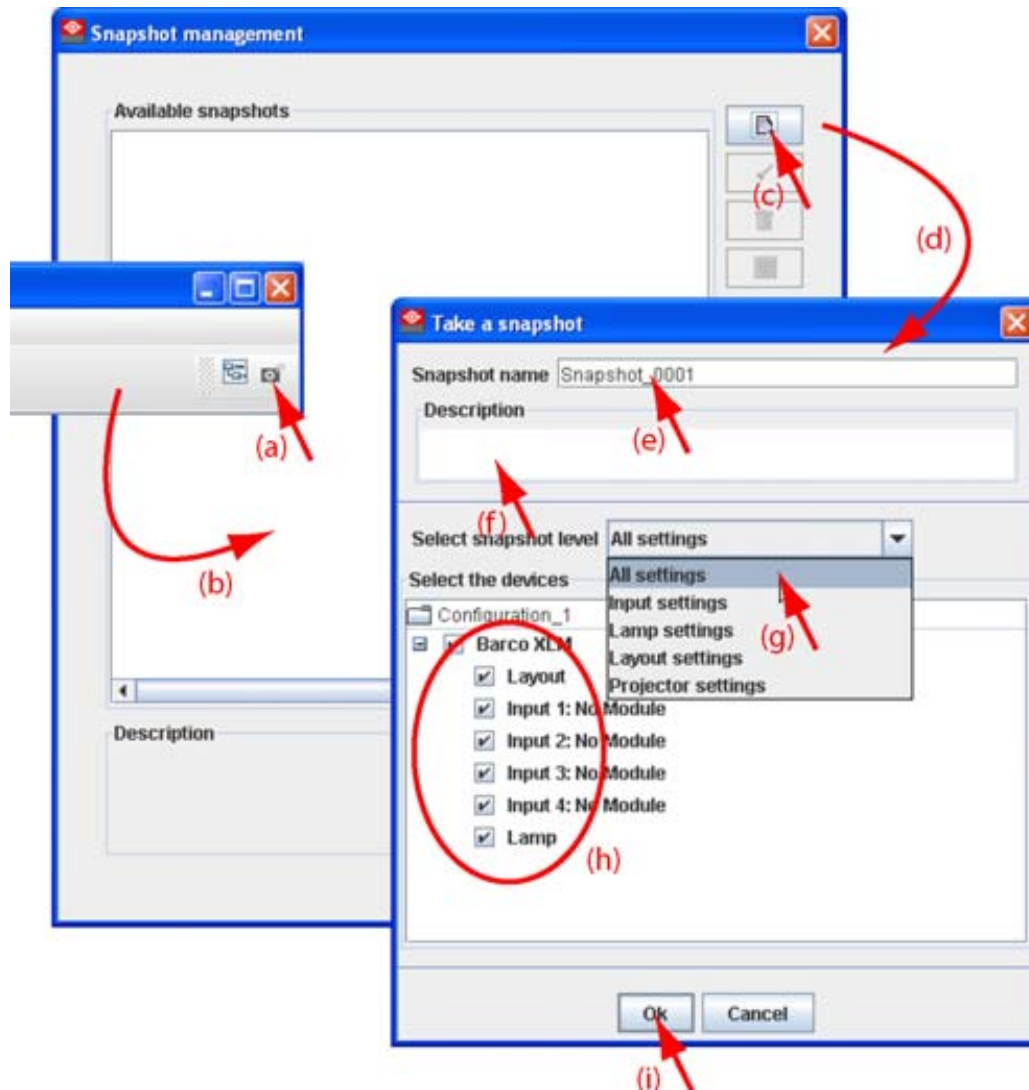 Snapshot management
Available snapshots
(c)
(d)
(a)
(b)
Description
Take a snapshot
Snapshot name Snapshot_0001
Description
(e)
(f)
Select snapshot level All settings
All settings
Input settings
Lamp settings
Layout settings
Projector settings
(g)
Select the devices
Configuration_1
Barco XLM
Layout
Input 1: No Module
Input 2: No Module
Input 3: No Module
Input 4: No Module
Lamp
(h)
Ok
Cancel
(i)